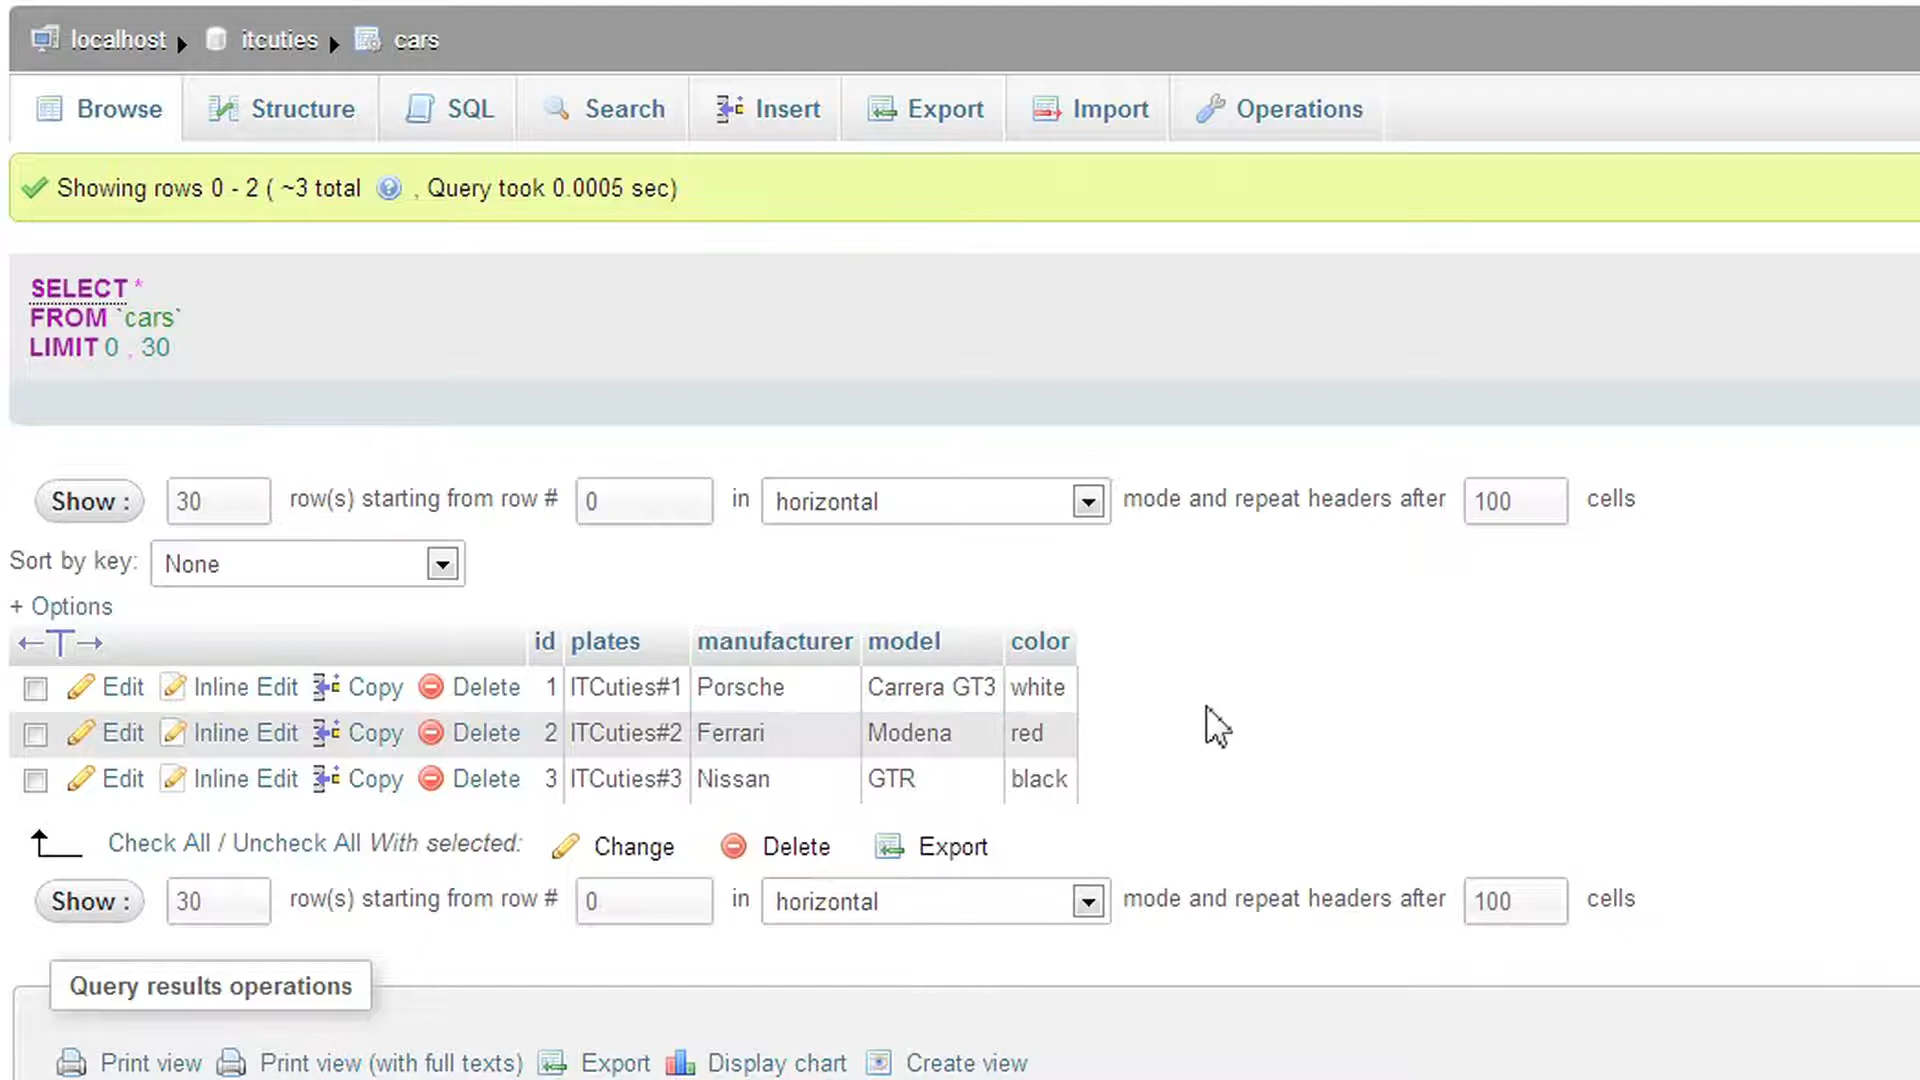 localhost itcuties cars
Browse Structure SQL Search Insert Export Import Operations
Showing rows 0 - 2 ( ~3 total , Query took 0.0005 sec)
SELECT *
FROM `cars`
LIMIT 0 , 30
Show : 30 row(s) starting from row # 0 in horizontal mode and repeat headers after 100 cells
Sort by key: None
+ Options
←T→ id plates manufacturer model color
Edit Inline Edit Copy Delete 1 ITCuties#1 Porsche Carrera GT3 white
Edit Inline Edit Copy Delete 2 ITCuties#2 Ferrari Modena red
Edit Inline Edit Copy Delete 3 ITCuties#3 Nissan GTR black
Check All / Uncheck All With selected: Change Delete Export
Show : 30 row(s) starting from row # 0 in horizontal mode and repeat headers after 100 cells
Query results operations
Print view Print view (with full texts) Export Display chart Create view